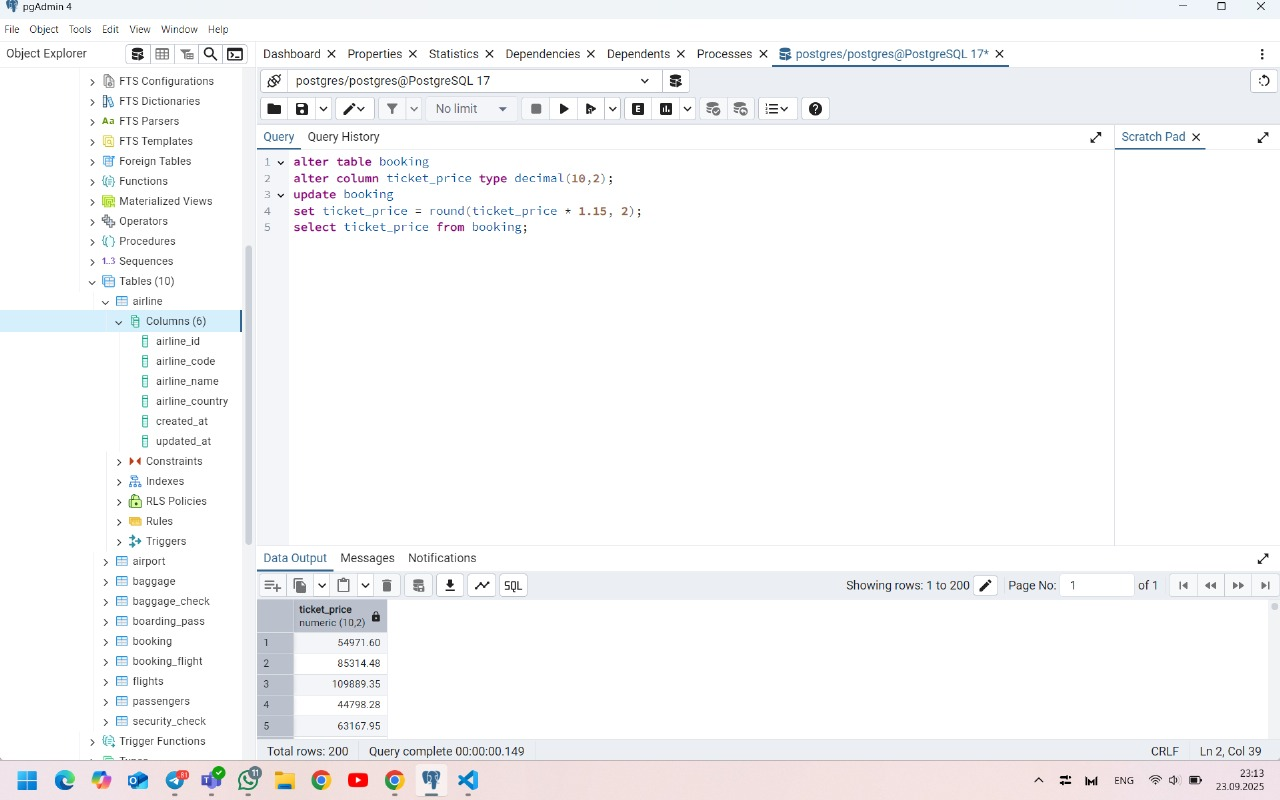 pgAdmin 4
File Object Tools Edit View Window Help
Object Explorer
Dashboard Properties Statistics Dependencies Dependents Processes postgres/postgres@PostgreSQL 17*
postgres/postgres@PostgreSQL 17
No limit
E
Query Query History
Scratch Pad
1 alter table booking
2 alter column ticket_price type decimal(10,2);
3 update booking
4 set ticket_price = round(ticket_price * 1.15, 2);
5 select ticket_price from booking;
FTS Configurations
FTS Dictionaries
Aa FTS Parsers
FTS Templates
Foreign Tables
Functions
Materialized Views
Operators
Procedures
1..3 Sequences
Tables (10)
airline
Columns (6)
airline_id
airline_code
airline_name
airline_country
created_at
updated_at
Constraints
Indexes
RLS Policies
Rules
Triggers
airport
baggage
baggage_check
boarding_pass
booking
booking_flight
flights
passengers
security_check
Trigger Functions
Data Output Messages Notifications
SQL
Showing rows: 1 to 200 Page No: 1 of 1
ticket_price
numeric (10,2)
1 54971.60
2 85314.48
3 109889.35
4 44798.28
5 63167.95
Total rows: 200 Query complete 00:00:00.149 CRLF Ln 2, Col 39
81
11
ENG
23:13
23.09.2025